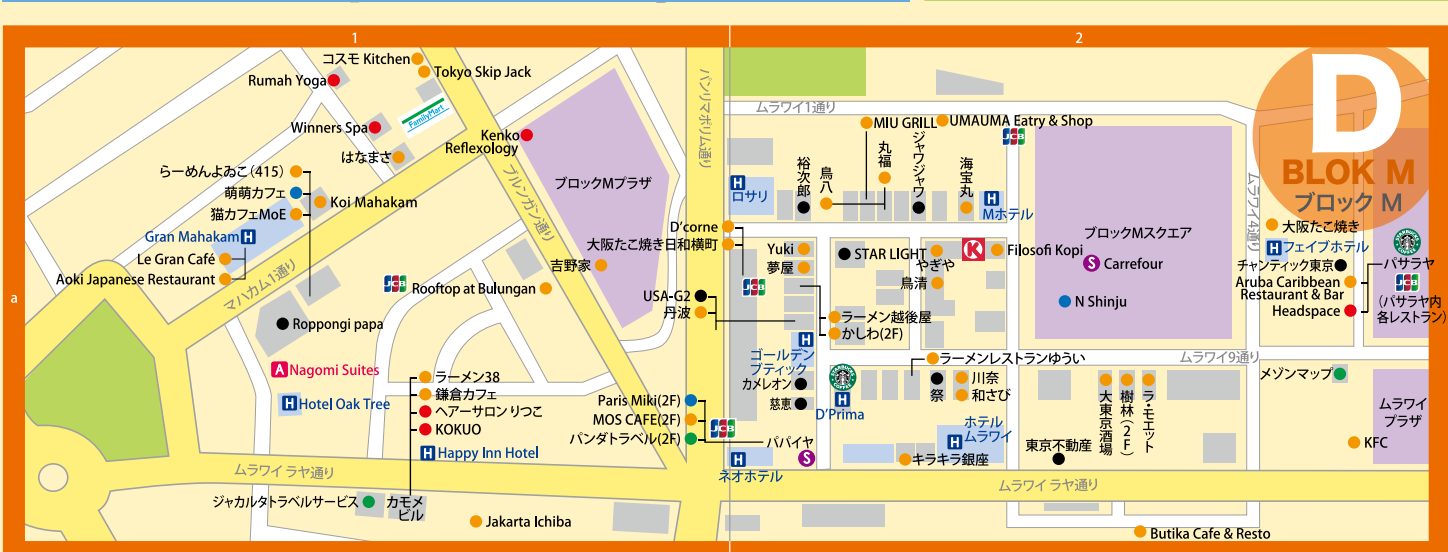 1
2
a
D
BLOK M
ブロック M
コスモ Kitchen
Tokyo Skip Jack
Rumah Yoga
FamilyMart
Winners Spa
はなまさ
Kenko
Reflexology
らーめんよゐこ(415)
萌萌カフェ
猫カフェMoE
Koi Mahakam
Gran Mahakam H
Le Gran Café
Aoki Japanese Restaurant
マハカム1通り
ブルンガン通り
ブロックMプラザ
パンリマポリム通り
吉野家
JCB
Rooftop at Bulungan
Roppongi papa
A Nagomi Suites
H Hotel Oak Tree
ラーメン38
鎌倉カフェ
ヘアーサロン りつこ
KOKUO
H Happy Inn Hotel
ムラワイ ラヤ通り
ジャカルタトラベルサービス
カモメ
ビル
Jakarta Ichiba
D'corne
大阪たこ焼き日和横町
USA-G2
丹波
Paris Miki(2F)
MOS CAFE(2F)
パンダトラベル(2F)
JCB
パパイヤ
S
H
ネオホテル
ムラワイ1通り
MIU GRILL
UMAUMA Eatry & Shop
JCB
H
ロサリ
裕次郎
鳥八
丸福
ジャワジャワ
海宝丸
H
Mホテル
Yuki
夢屋
JCB
STAR LIGHT
やぎや
K
Filosofi Kopi
鳥清
ラーメン越後屋
かしわ(2F)
H
ゴールデン
ブティック
カメレオン
慈恵
STARBUCKS COFFEE
H
D'Prima
ラーメンレストランゆうい
祭
川奈
和さび
ホテル
H ムラワイ
キラキラ銀座
ブロックMスクエア
S Carrefour
N Shinju
ムラワイ4通り
ムラワイ9通り
大東京酒場
樹林(2F)
ラ・モエット
東京不動産
ムラワイ ラヤ通り
Butika Cafe & Resto
大阪たこ焼き
H フェイブホテル
チャンティック東京
Aruba Caribbean
Restaurant & Bar
Headspace
STARBUCKS COFFEE
パサラヤ
JCB
(パサラヤ内
各レストラン)
メゾンマップ
ムラワイ
プラザ
KFC